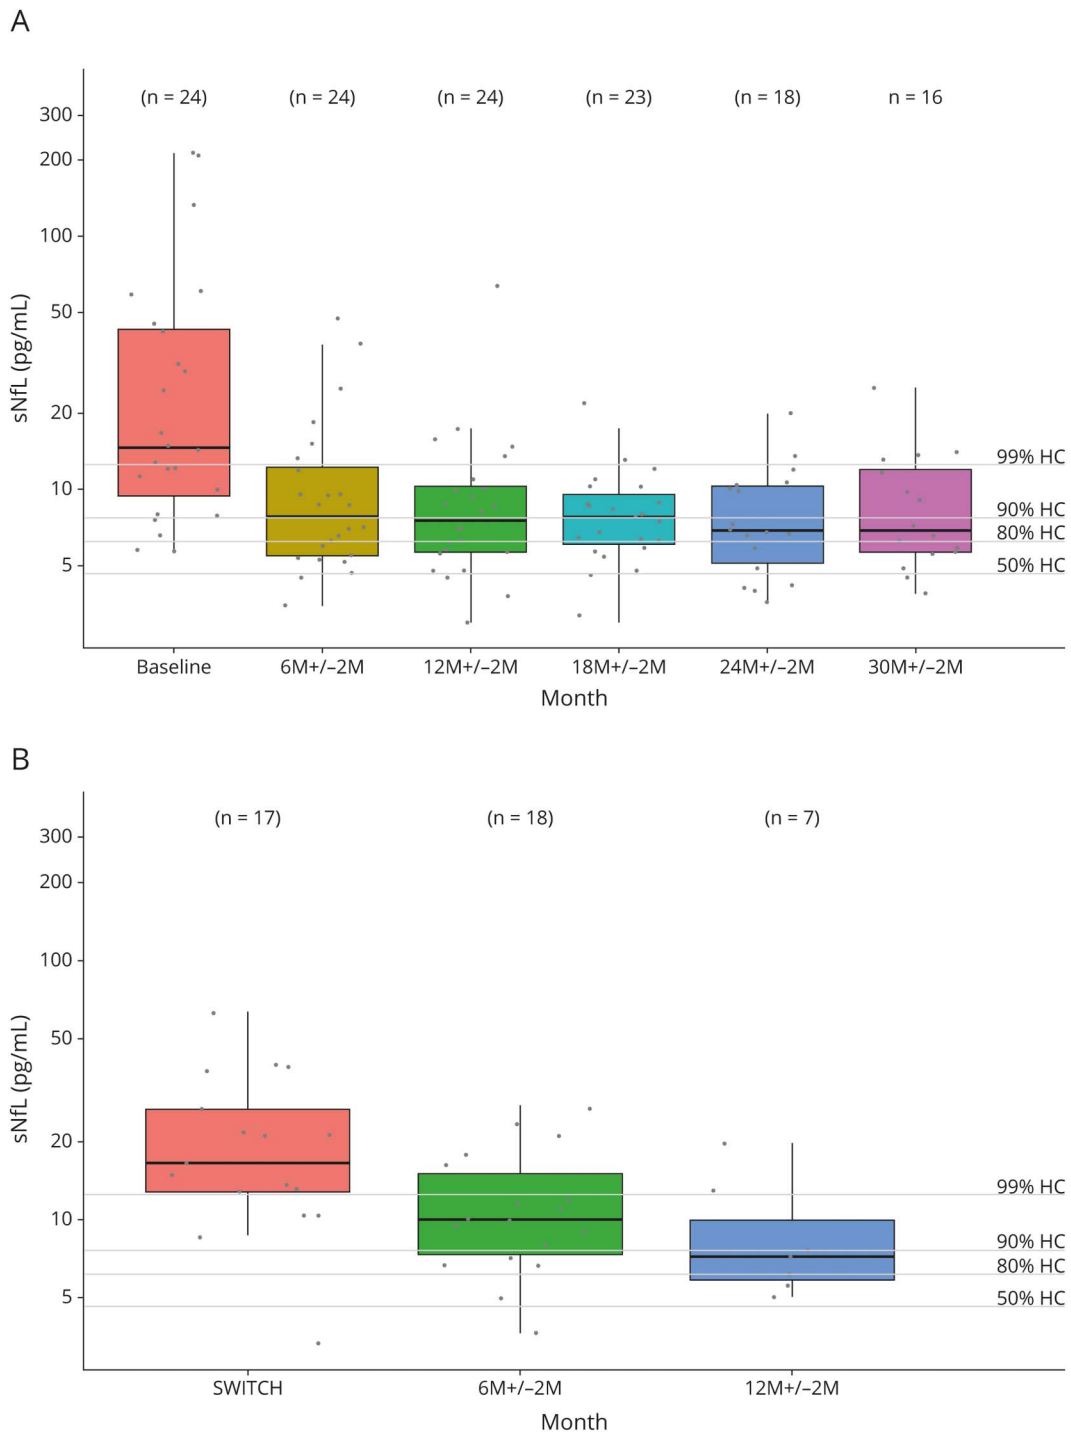 A
(n = 24) (n = 24) (n = 24) (n = 23) (n = 18) n = 16
300
200
100
50
20
10
5
sNfL (pg/mL)
99% HC
90% HC
80% HC
50% HC
Baseline 6M+/–2M 12M+/–2M 18M+/–2M 24M+/–2M 30M+/–2M
Month
B
(n = 17) (n = 18) (n = 7)
300
200
100
50
20
10
5
sNfL (pg/mL)
99% HC
90% HC
80% HC
50% HC
SWITCH 6M+/–2M 12M+/–2M
Month